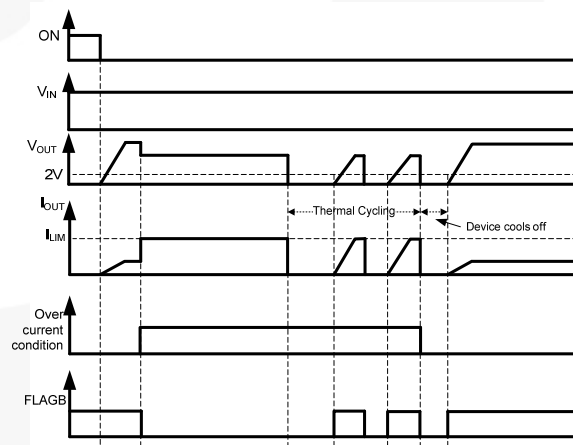 ON
VIN
VOUT
2V
IOUT
Thermal Cycling
Device cools off
ILIM
Over
current
condition
FLAGB